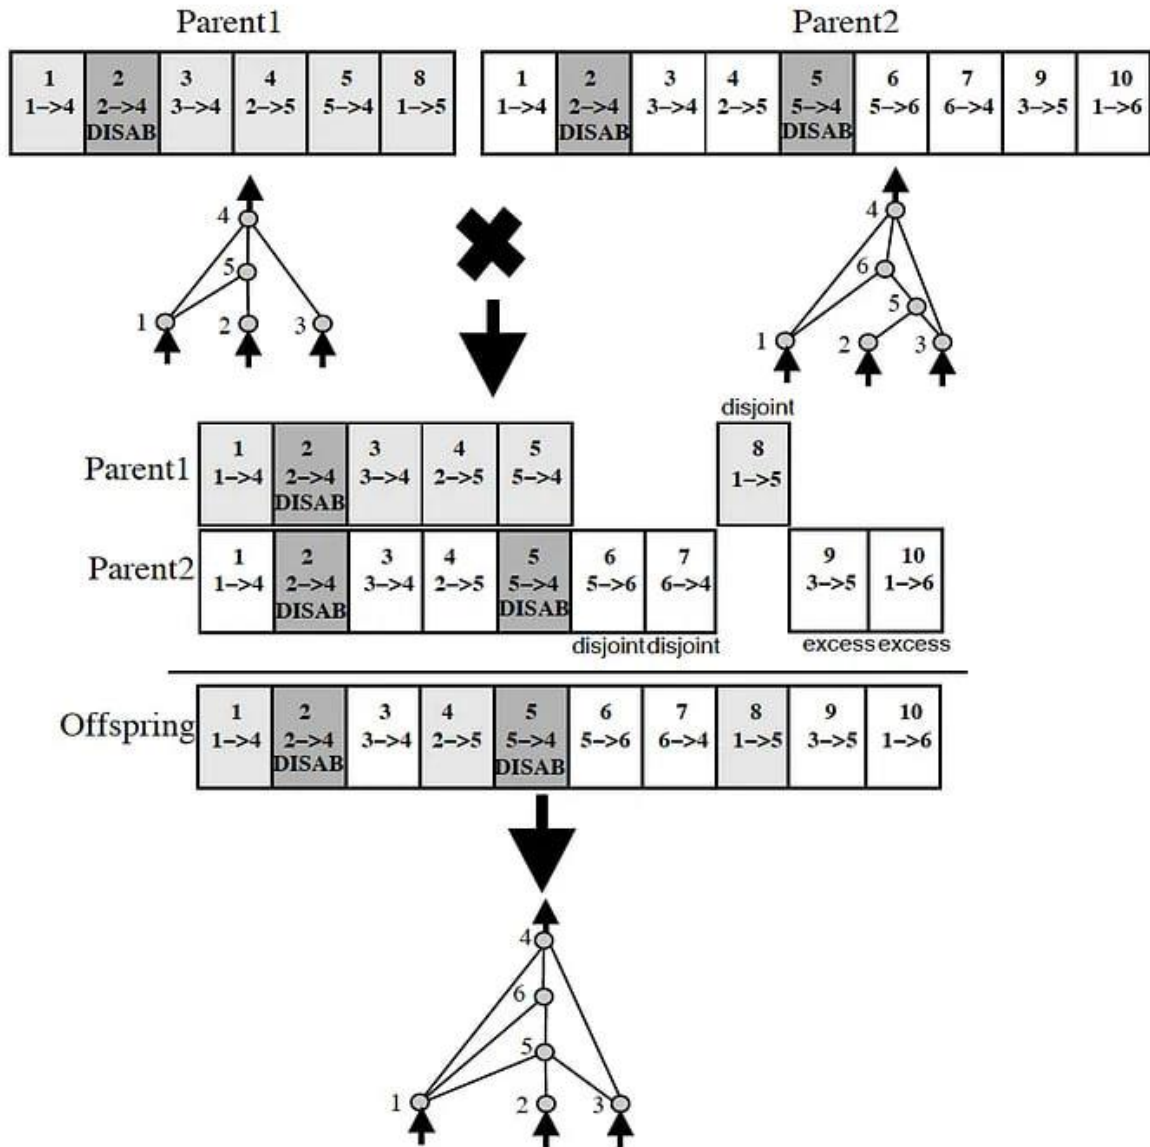 Parent1 Parent2
1 2 3 4 5 8 1 2 3 4 5 6 7 9 10
1–>4 2–>4 3–>4 2–>5 5–>4 1–>5 1–>4 2–>4 3–>4 2–>5 5–>4 5–>6 6–>4 3–>5 1–>6
DISAB DISAB DISAB
4 4
5 6
5
1 2 3 1 2 3
disjoint
Parent1 1 2 3 4 5 8
1–>4 2–>4 3–>4 2–>5 5–>4 1–>5
DISAB
Parent2 1 2 3 4 5 6 7 9 10
1–>4 2–>4 3–>4 2–>5 5–>4 5–>6 6–>4 3–>5 1–>6
DISAB DISAB
disjoint disjoint excess excess
Offspring 1 2 3 4 5 6 7 8 9 10
1–>4 2–>4 3–>4 2–>5 5–>4 5–>6 6–>4 1–>5 3–>5 1–>6
DISAB DISAB
4
6
5
1 2 3